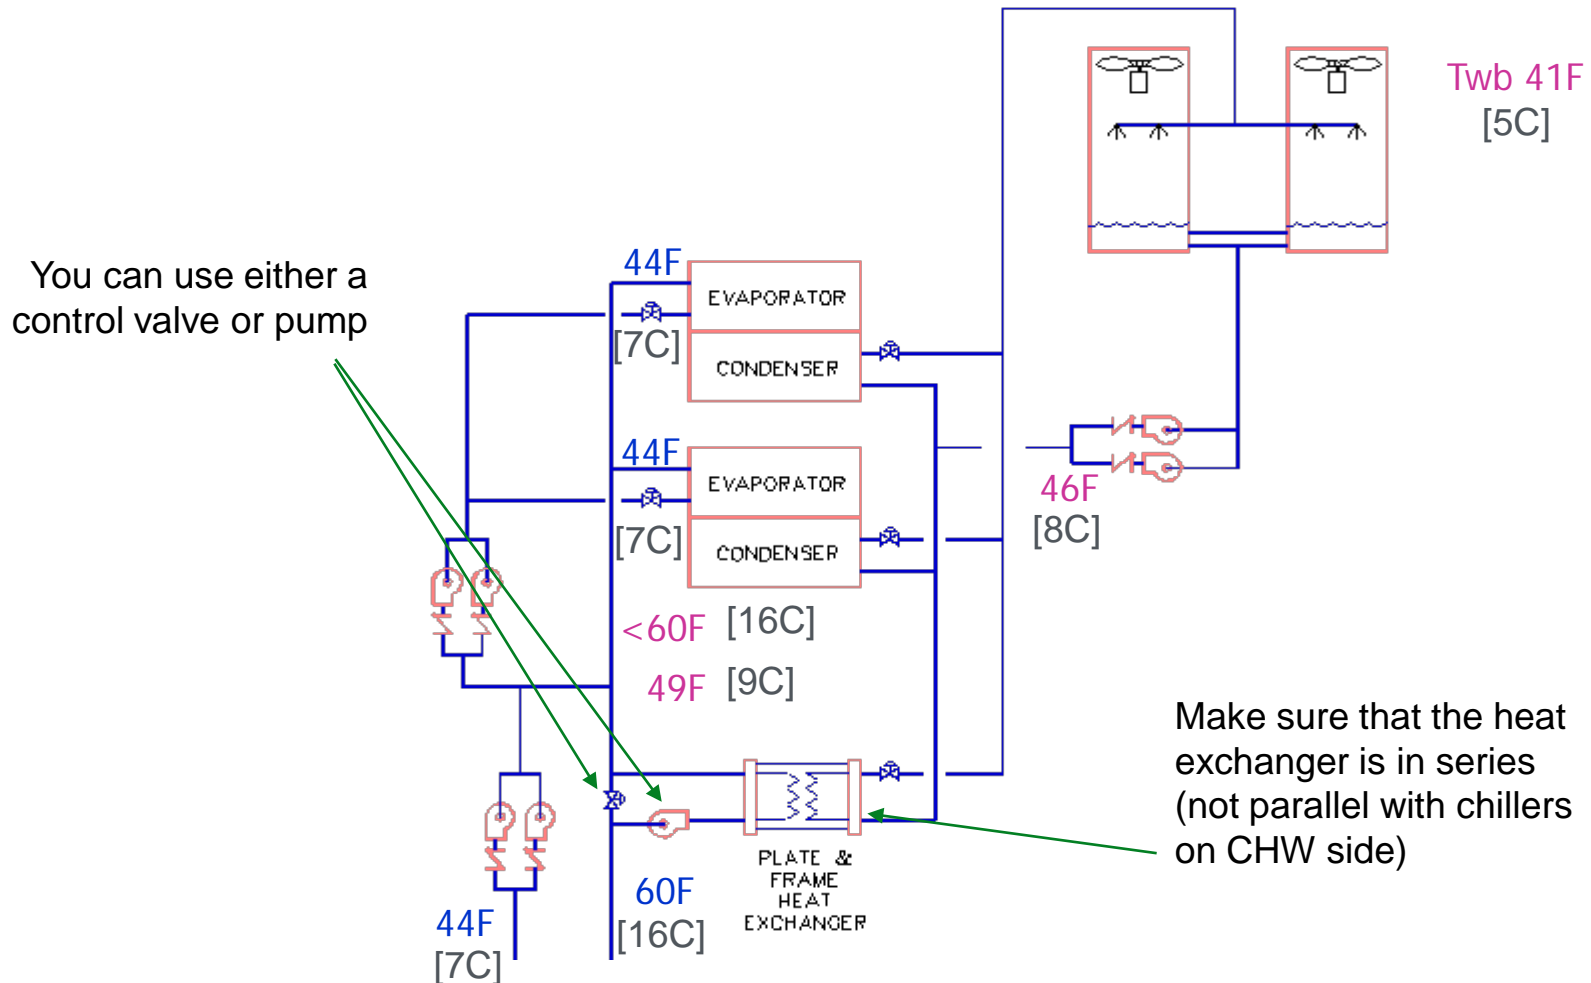 Twb 41F
[5C]
You can use either a
control valve or pump
44F
[7C]
EVAPORATOR
CONDENSER
44F
[7C]
EVAPORATOR
CONDENSER
46F
[8C]
<60F [16C]
49F [9C]
Make sure that the heat
exchanger is in series
(not parallel with chillers
on CHW side)
PLATE &
FRAME
HEAT
EXCHANGER
60F
[16C]
44F
[7C]